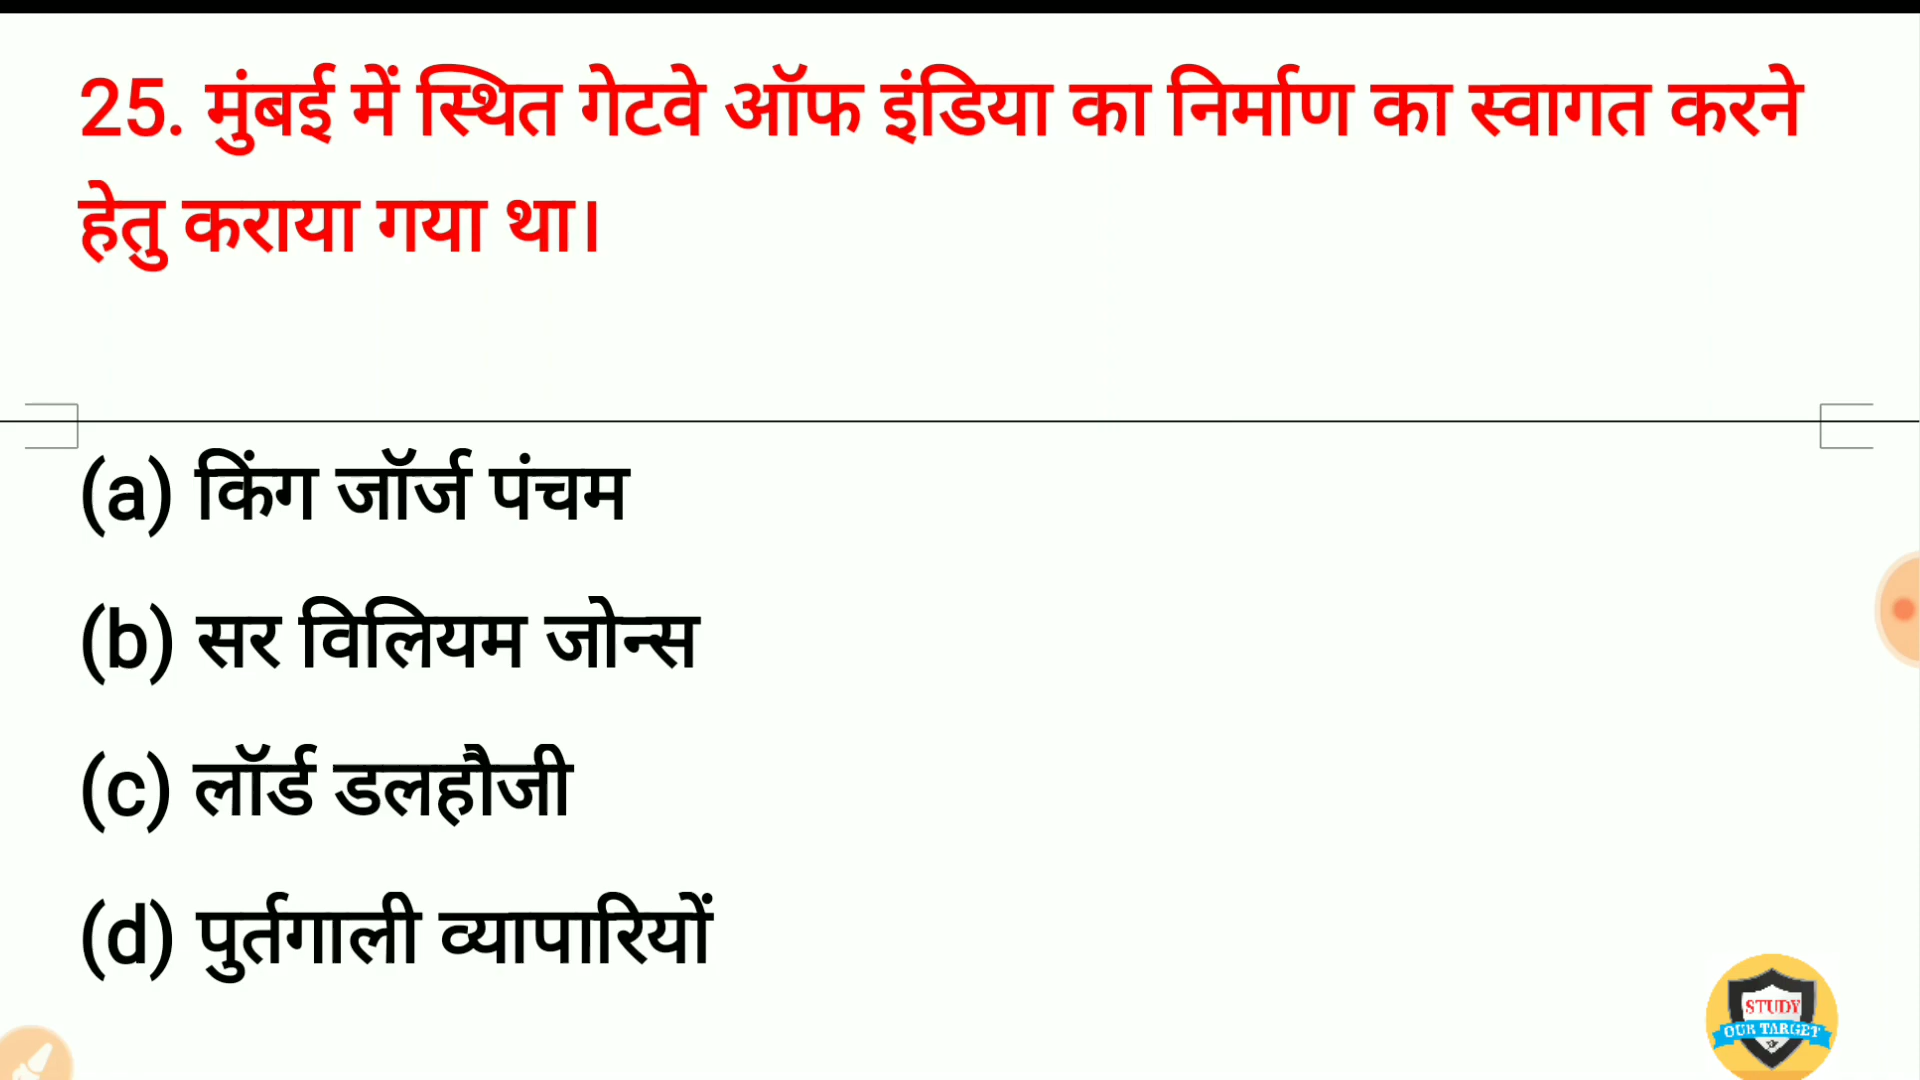 25. मुंबई में स्थित गेटवे ऑफ इंडिया का निर्माण का स्वागत करने
हेतु कराया गया था।
(a) किंग जॉर्ज पंचम
(b) सर विलियम जोन्स
(c) लॉर्ड डलहौजी
(d) पुर्तगाली व्यापारियों
STUDY
OUR TARGET